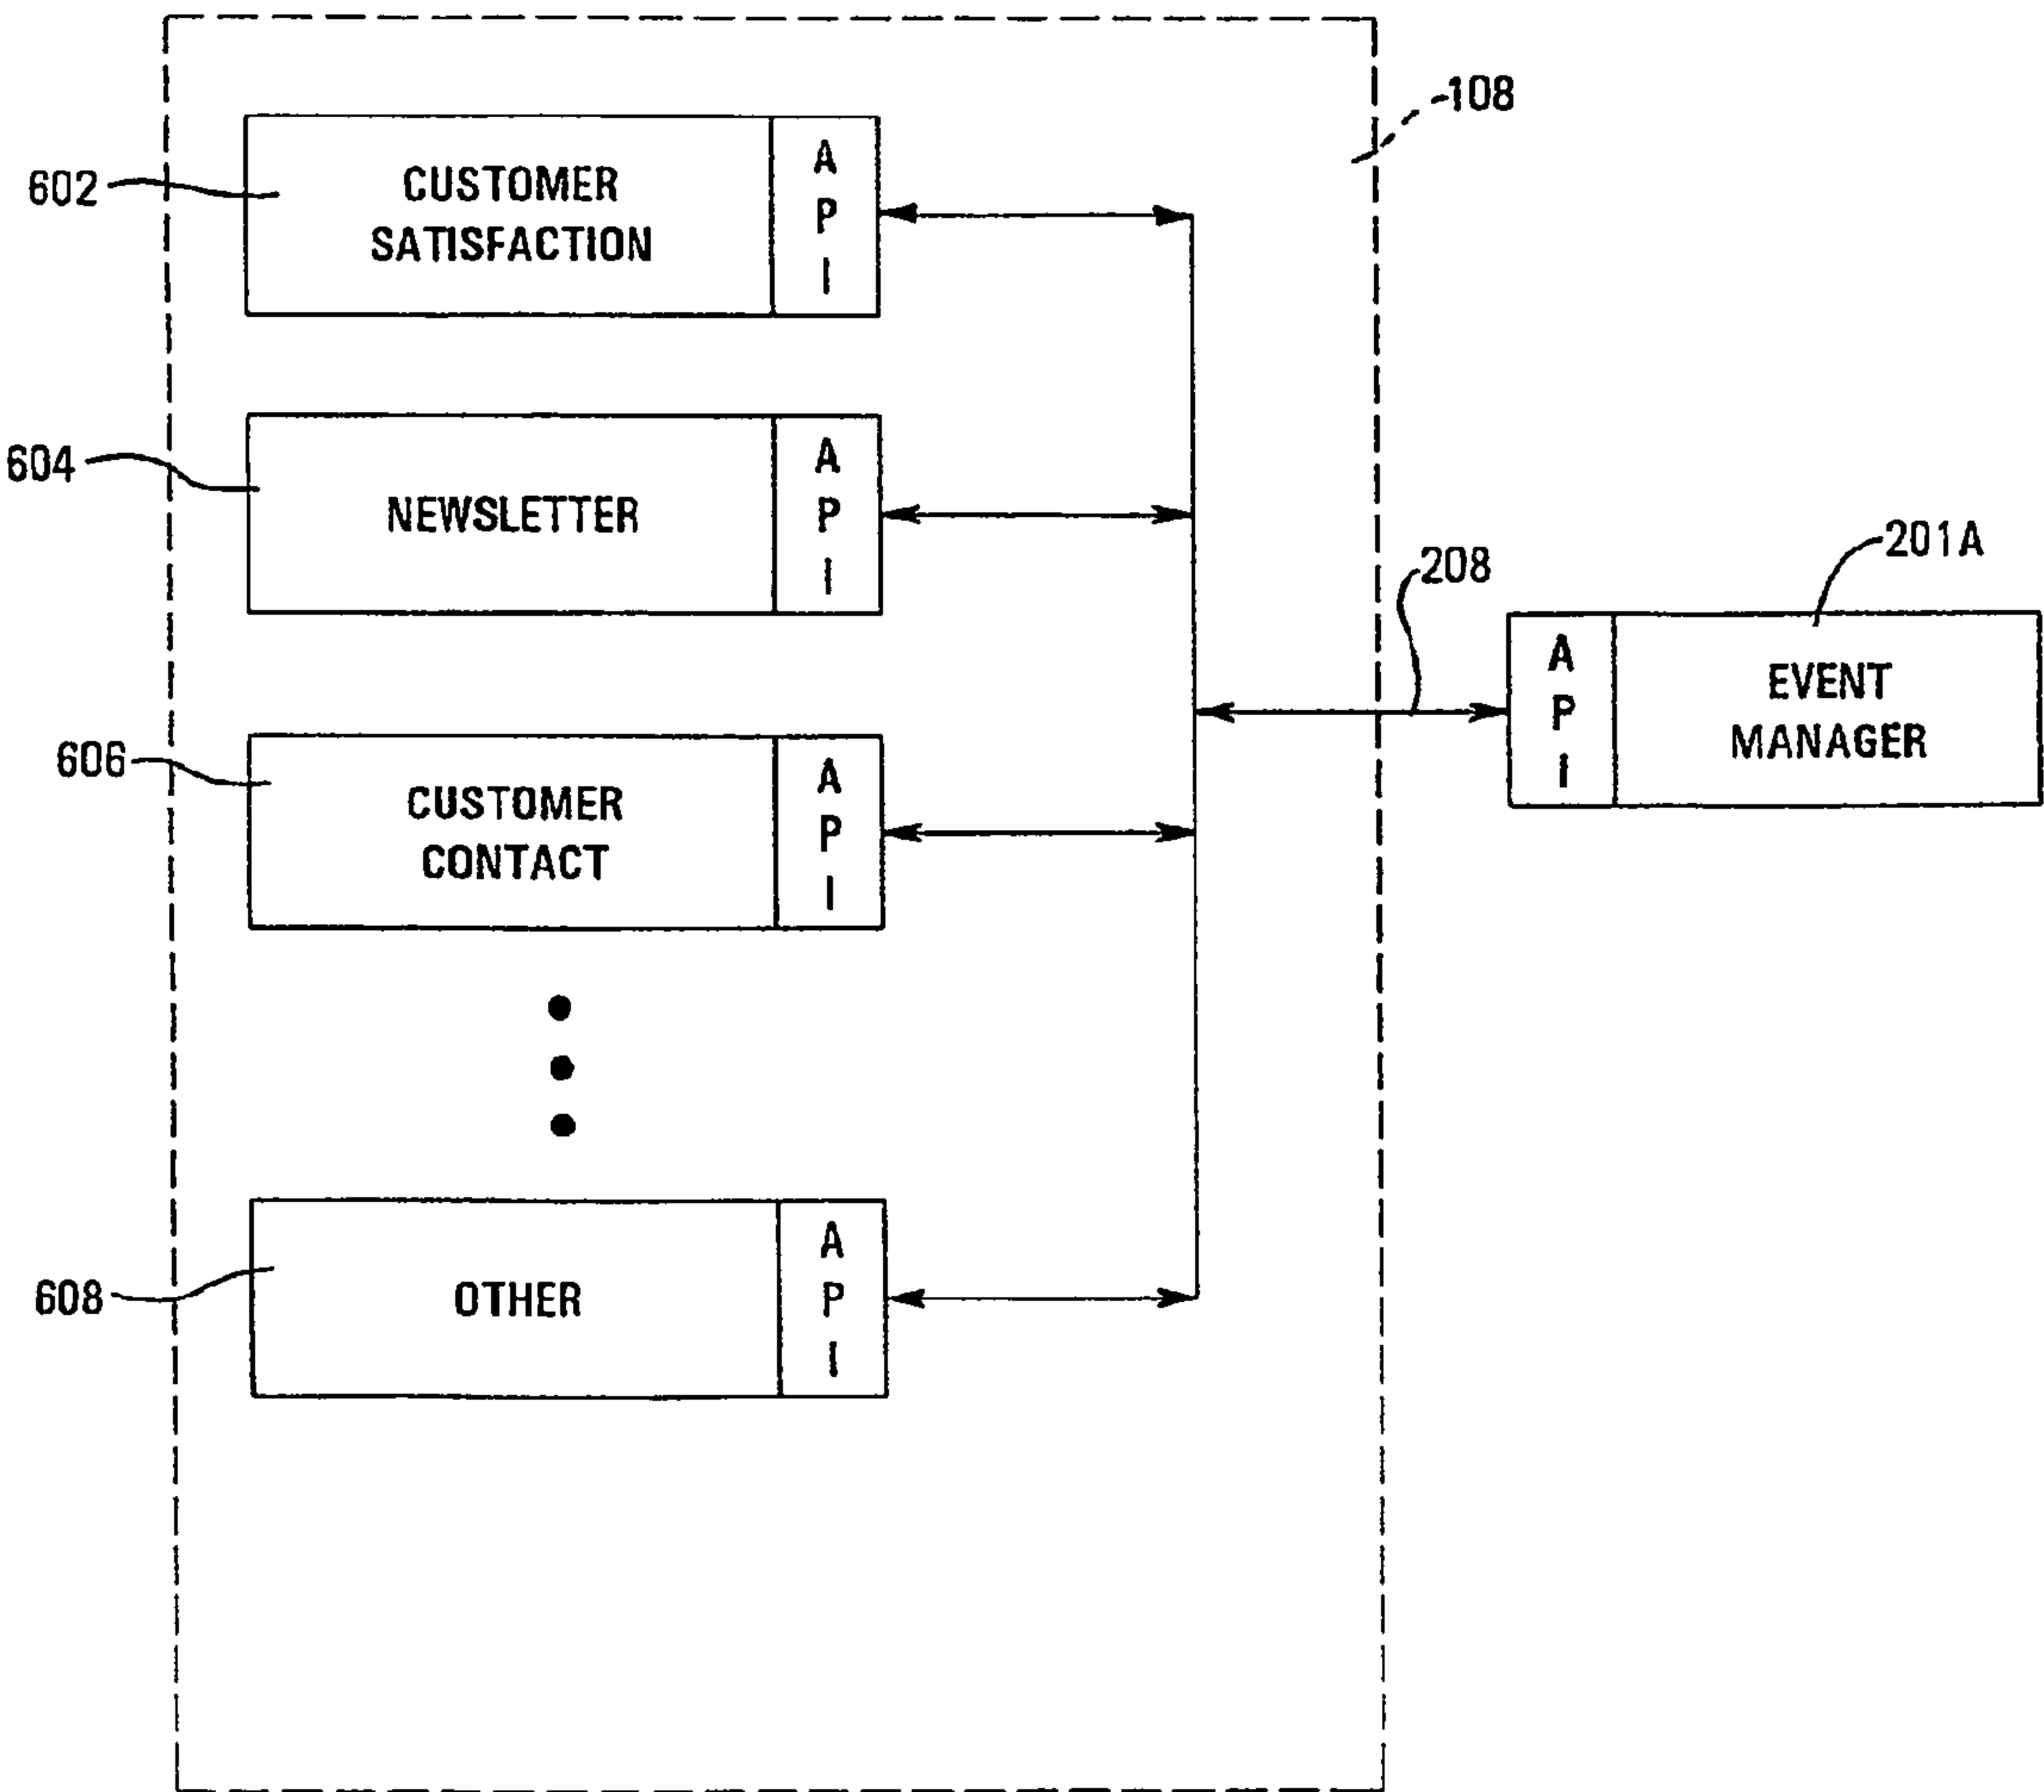 108
602
CUSTOMER
SATISFACTION
A
P
I
604
NEWSLETTER
A
P
I
208
201A
A
P
I
EVENT
MANAGER
606
CUSTOMER
CONTACT
A
P
I
608
OTHER
A
P
I